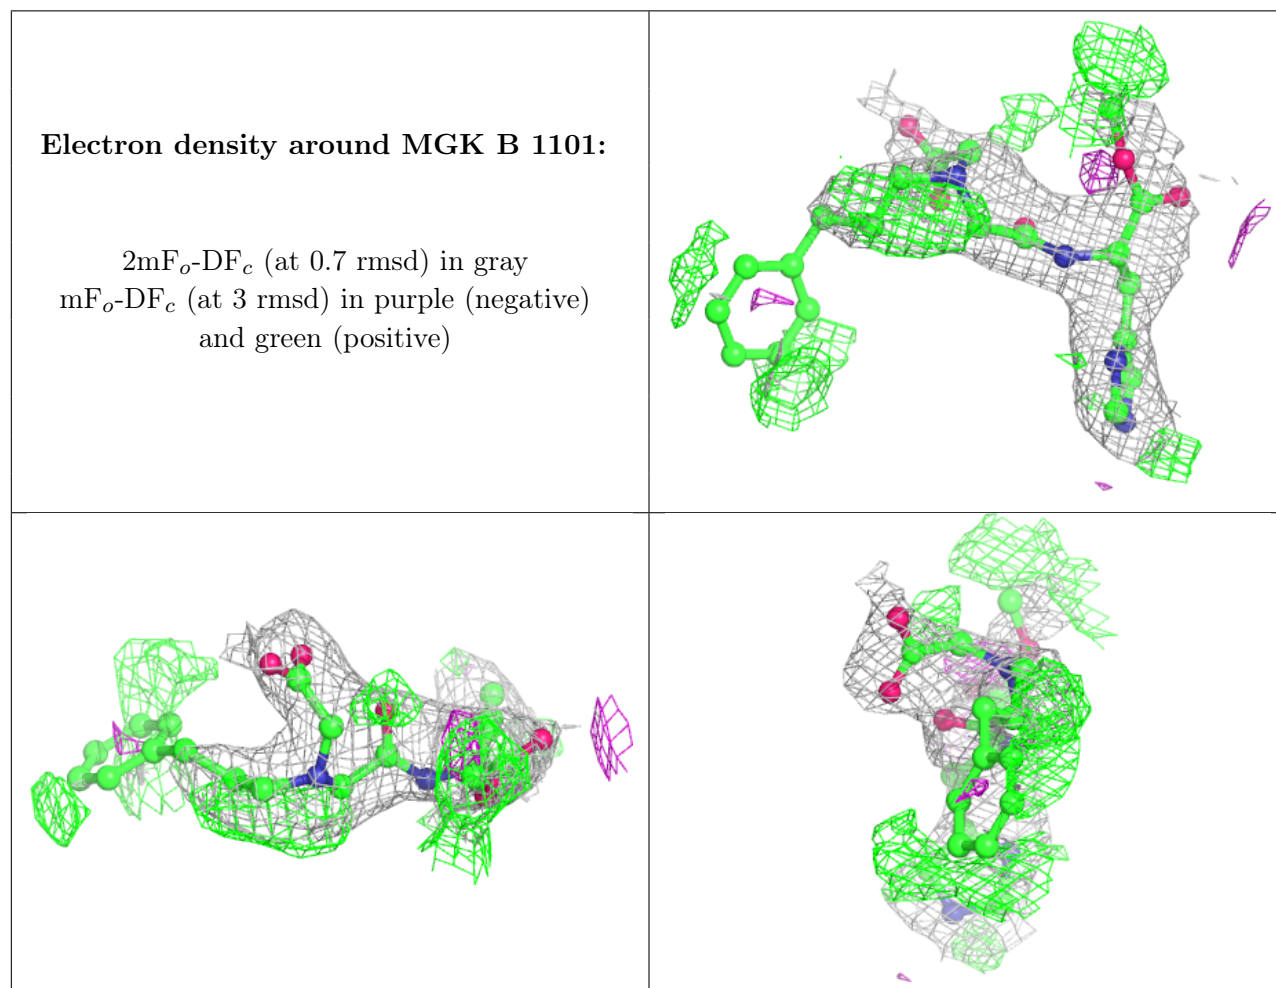 Electron density around MGK B 1101:
2mFₒ-DF𝒸 (at 0.7 rmsd) in gray
mFₒ-DF𝒸 (at 3 rmsd) in purple (negative)
and green (positive)